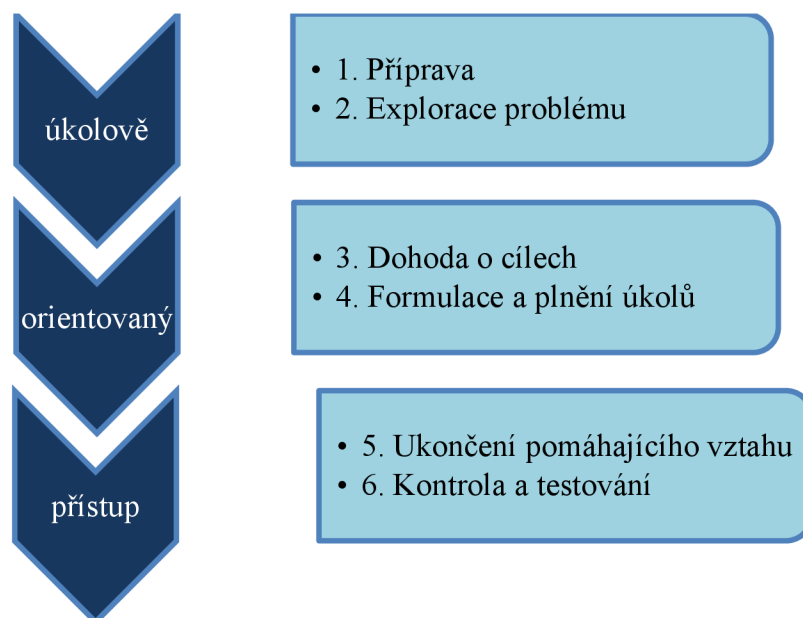 úkolově
• 1. Příprava
• 2. Explorace problému
orientovaný
• 3. Dohoda o cílech
• 4. Formulace a plnění úkolů
přístup
• 5. Ukončení pomáhajícího vztahu
• 6. Kontrola a testování